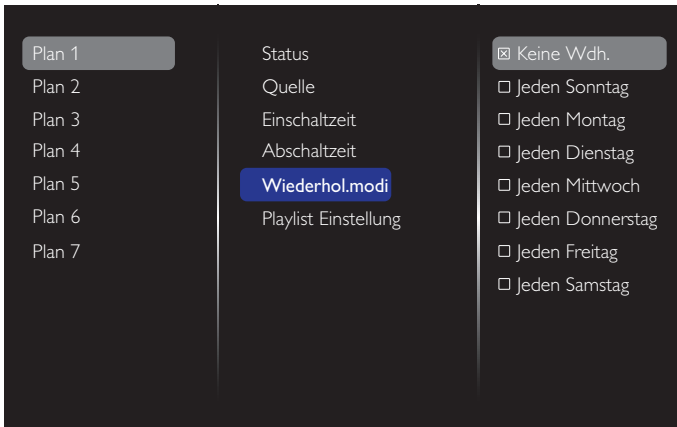 Plan 1
Plan 2
Plan 3
Plan 4
Plan 5
Plan 6
Plan 7
Status
Quelle
Einschaltzeit
Abschaltzeit
Wiederhol.modi
Playlist Einstellung
Keine Wdh.
Jeden Sonntag
Jeden Montag
Jeden Dienstag
Jeden Mittwoch
Jeden Donnerstag
Jeden Freitag
Jeden Samstag